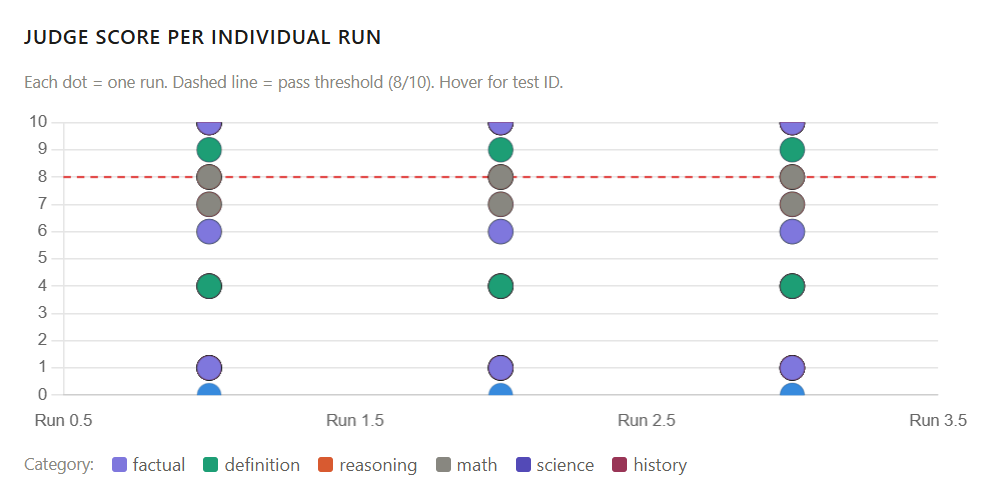 JUDGE SCORE PER INDIVIDUAL RUN
Each dot = one run. Dashed line = pass threshold (8/10). Hover for test ID.
10
9
8
7
6
5
4
3
2
1
0
Run 0.5 Run 1.5 Run 2.5 Run 3.5
Category: factual definition reasoning math science history